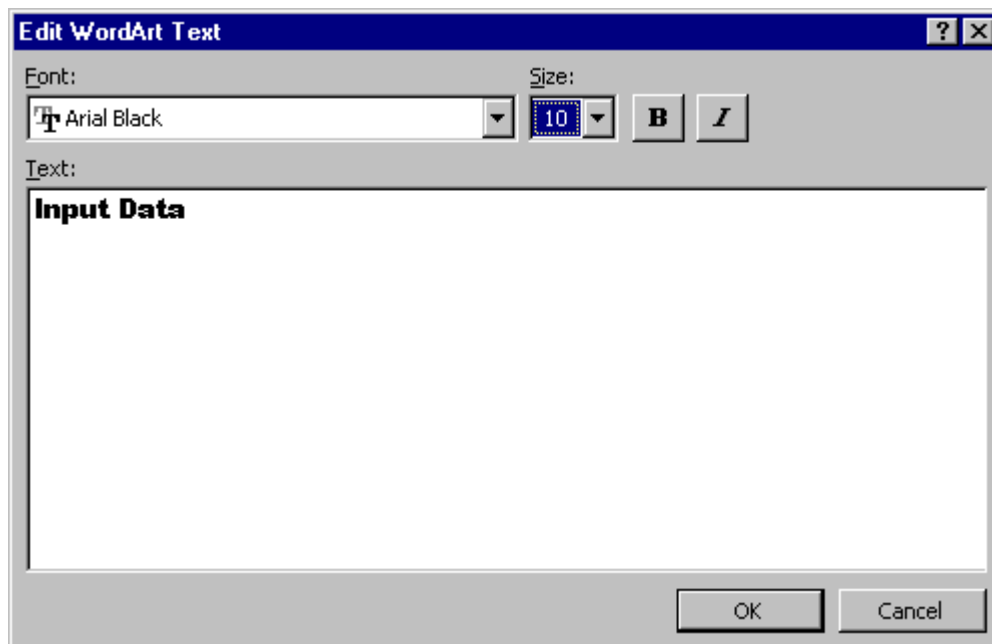 Edit WordArt Text
Font:
Size:
Arial Black
10
B
I
Text:
Input Data
OK
Cancel